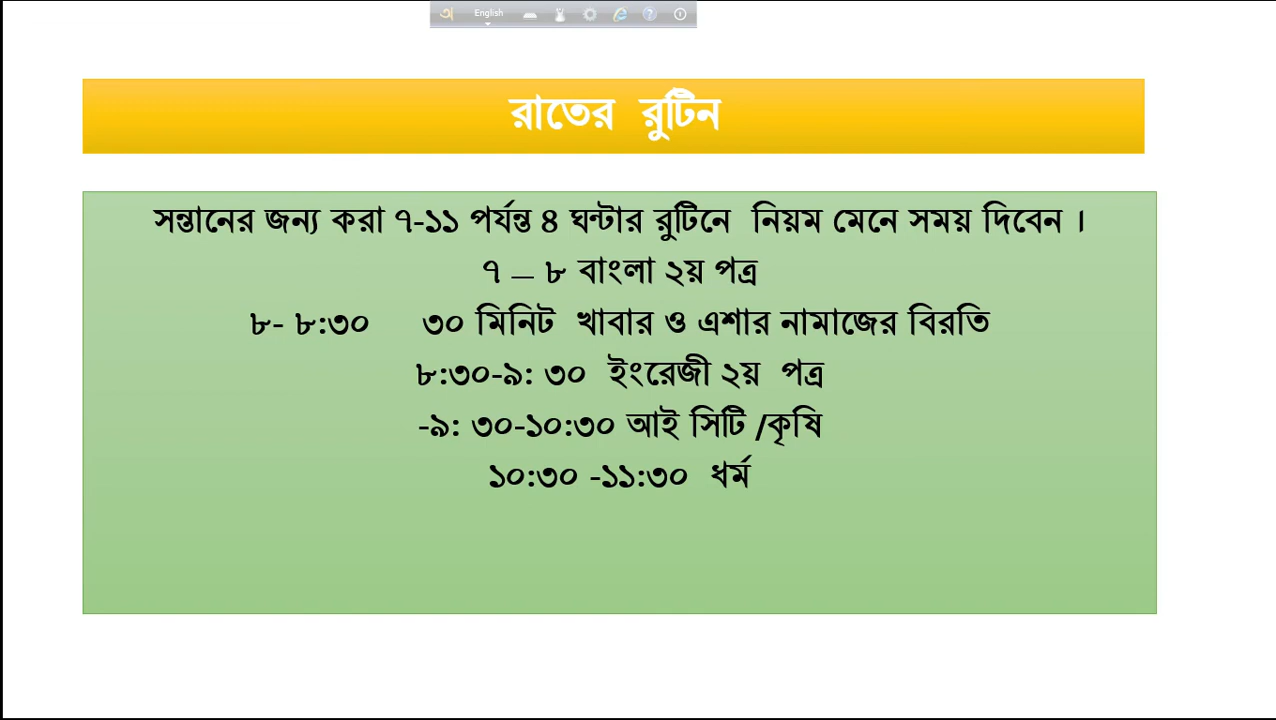 English
রাতের রুটিন
সন্তানের জন্য করা ৭-১১ পর্যন্ত ৪ ঘন্টার রুটিনে নিয়ম মেনে সময় দিবেন ।
৭ – ৮ বাংলা ২য় পত্র
৮- ৮:৩০ ৩০ মিনিট খাবার ও এশার নামাজের বিরতি
৮:৩০-৯: ৩০ ইংরেজী ২য় পত্র
-৯: ৩০-১০:৩০ আই সিটি /কৃষি
১০:৩০ -১১:৩০ ধর্ম